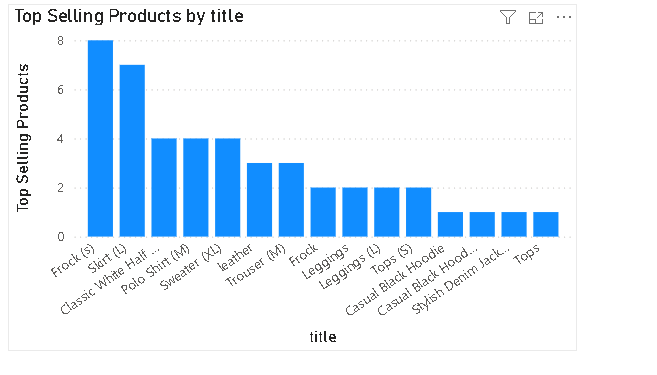 Top Selling Products by title
Top Selling Products
8
6
4
2
0
Frock (s)
Skirt (L)
Classic White Half ...
Polo Shirt (M)
Sweater (XL)
leather
Trouser (M)
Frock
Leggings
Leggings (L)
Tops (S)
Casual Black Hoodie
Casual Black Hood...
Stylish Denim Jack...
Tops
title